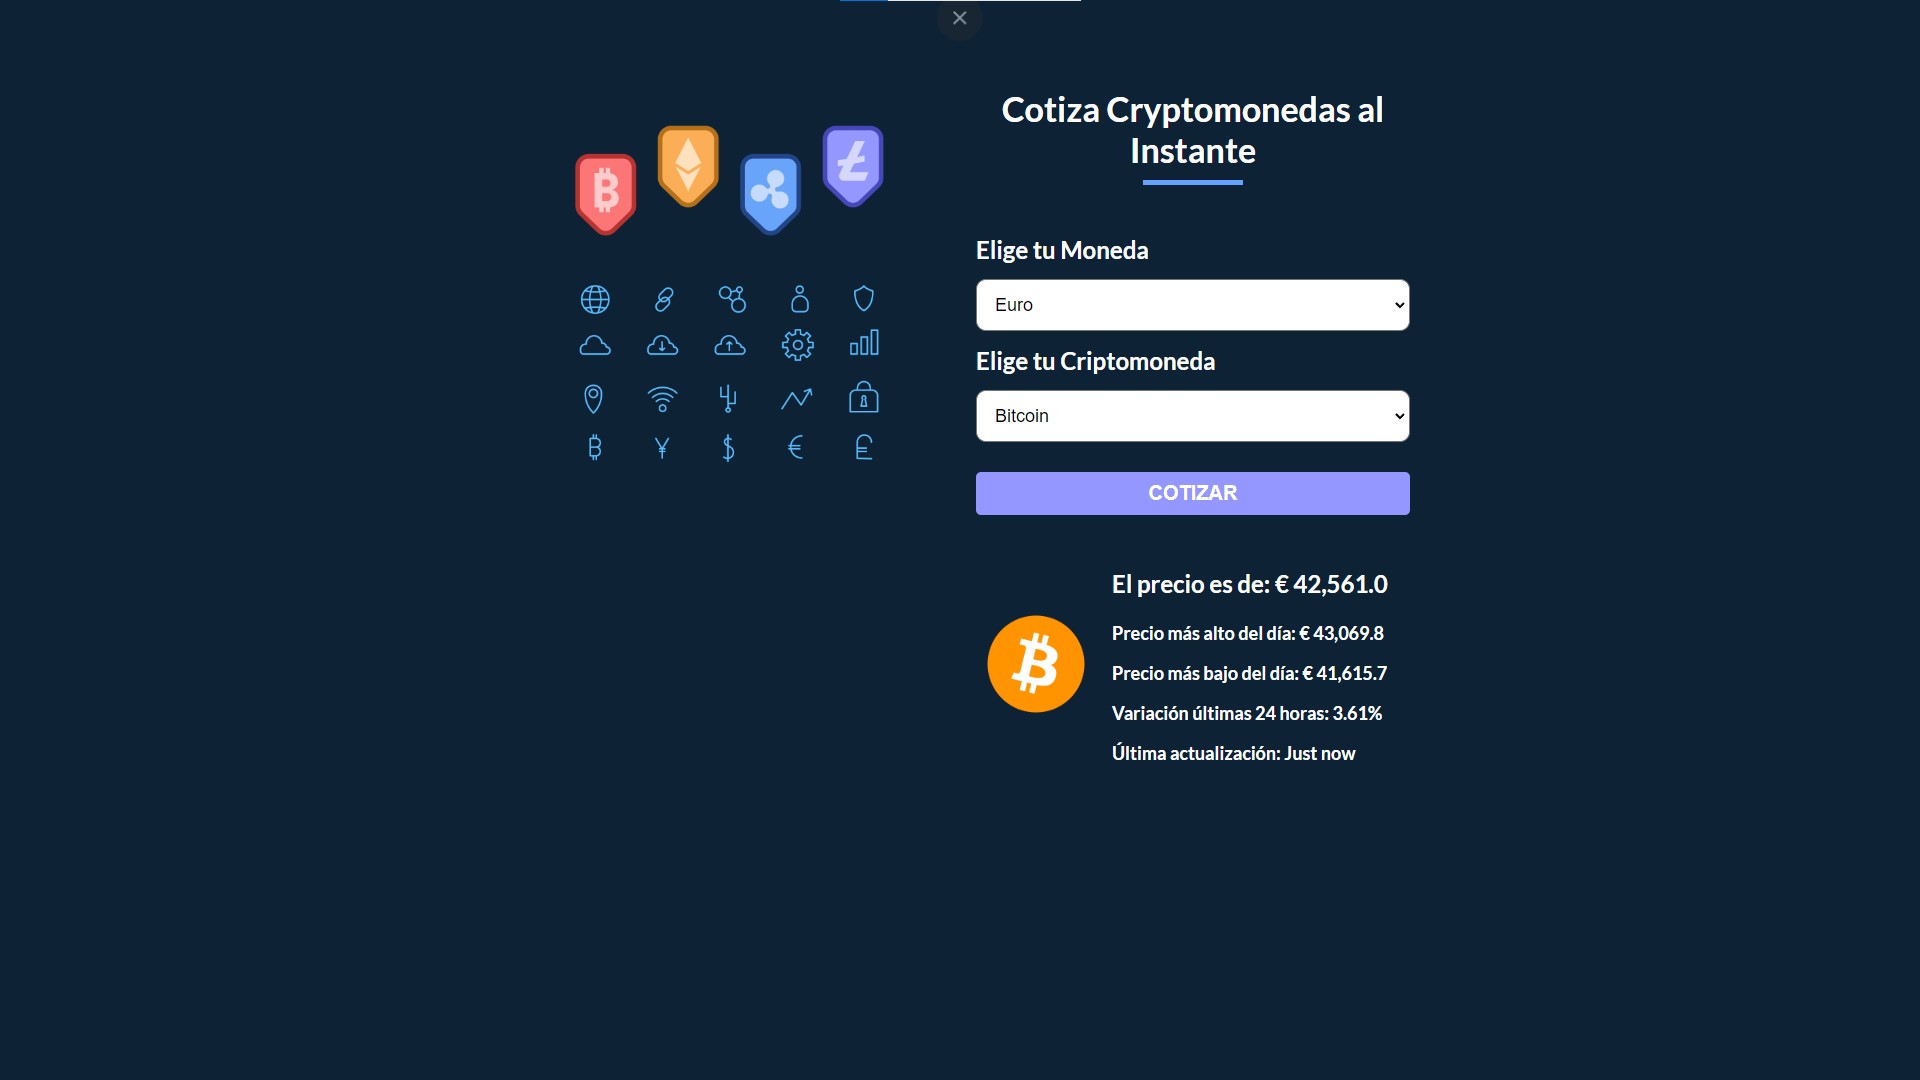 Cotiza Cryptomonedas al
Instante
Elige tu Moneda
Euro
Elige tu Criptomoneda
Bitcoin
COTIZAR
El precio es de: € 42,561.0
Precio más alto del día: € 43,069.8
Precio más bajo del día: € 41,615.7
Variación últimas 24 horas: 3.61%
Última actualización: Just now